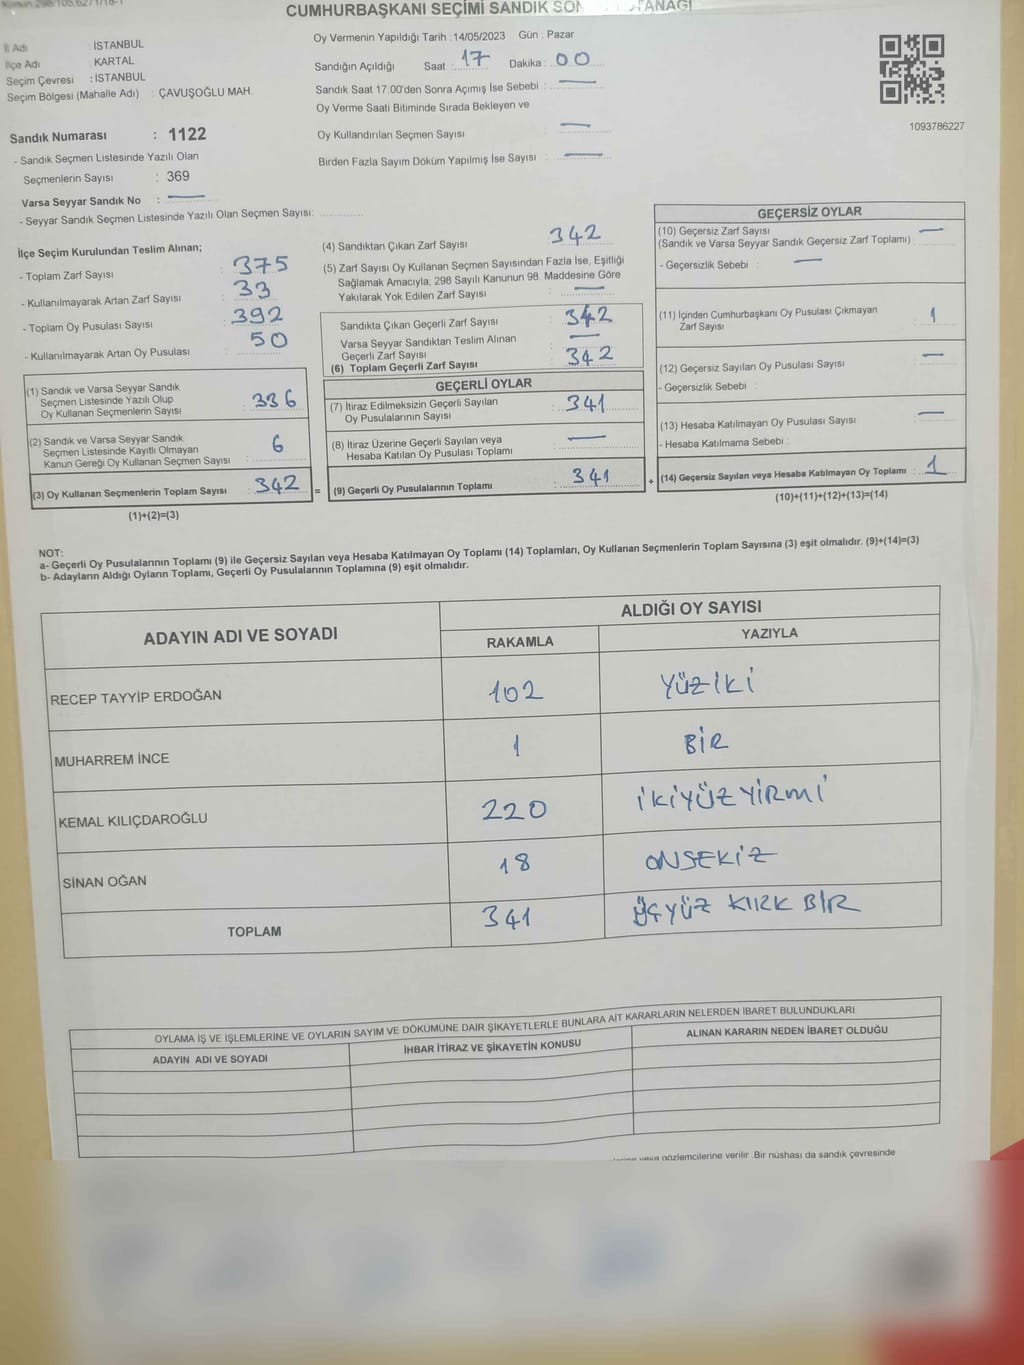 CUMHURBAŞKANI SEÇİMİ SANDIK SON
İl Adı : İSTANBUL
İlçe Adı : KARTAL
Seçim Çevresi : İSTANBUL
Seçim Bölgesi (Mahalle Adı) : ÇAVUŞOĞLU MAH.
Sandık Numarası : 1122
- Sandık Seçmen Listesinde Yazılı Olan
Seçmenlerin Sayısı : 369
Varsa Seyyar Sandık No : —
- Seyyar Sandık Seçmen Listesinde Yazılı Olan Seçmen Sayısı:
Oy Vermenin Yapıldığı Tarih : 14/05/2023 Gün : Pazar
Sandığın Açıldığı Saat : 17 Dakika : 00
Sandık Saat 17.00'den Sonra Açımış İse Sebebi : —
Oy Verme Saati Bitiminde Sırada Bekleyen ve
Oy Kullandırılan Seçmen Sayısı : —
Birden Fazla Sayım Döküm Yapılmış İse Sayısı : —
1093786227
İlçe Seçim Kurulundan Teslim Alınan;
- Toplam Zarf Sayısı : 375
- Kullanılmayarak Artan Zarf Sayısı : 33
- Toplam Oy Pusulası Sayısı : 392
- Kullanılmayarak Artan Oy Pusulası : 50
(1) Sandık ve Varsa Seyyar Sandık
Seçmen Listesinde Yazılı Olup
Oy Kullanan Seçmenlerin Sayısı : 336
(2) Sandık ve Varsa Seyyar Sandık
Seçmen Listesinde Kayıtlı Olmayan
Kanun Gereği Oy Kullanan Seçmen Sayısı : 6
(3) Oy Kullanan Seçmenlerin Toplam Sayısı : 342
(1)+(2)=(3)
(4) Sandıktan Çıkan Zarf Sayısı : 342
(5) Zarf Sayısı Oy Kullanan Seçmen Sayısından Fazla İse, Eşitliği
Sağlamak Amacıyla; 298 Sayılı Kanunun 98. Maddesine Göre
Yakılarak Yok Edilen Zarf Sayısı : —
Sandıkta Çıkan Geçerli Zarf Sayısı : 342
Varsa Seyyar Sandıktan Teslim Alınan
Geçerli Zarf Sayısı : —
(6) Toplam Geçerli Zarf Sayısı : 342
GEÇERLİ OYLAR
(7) İtiraz Edilmeksizin Geçerli Sayılan
Oy Pusulalarının Sayısı : 341
(8) İtiraz Üzerine Geçerli Sayılan veya
Hesaba Katılan Oy Pusulası Toplamı : —
= (9) Geçerli Oy Pusulalarının Toplamı : 341
GEÇERSİZ OYLAR
(10) Geçersiz Zarf Sayısı : —
(Sandık ve Varsa Seyyar Sandık Geçersiz Zarf Toplamı)
- Geçersizlik Sebebi : —
(11) İçinden Cumhurbaşkanı Oy Pusulası Çıkmayan
Zarf Sayısı : 1
(12) Geçersiz Sayılan Oy Pusulası Sayısı : —
- Geçersizlik Sebebi :
(13) Hesaba Katılmayan Oy Pusulası Sayısı : —
- Hesaba Katılmama Sebebi :
+ (14) Geçersiz Sayılan veya Hesaba Katılmayan Oy Toplamı : 1
(10)+(11)+(12)+(13)=(14)
NOT:
a- Geçerli Oy Pusulalarının Toplamı (9) ile Geçersiz Sayılan veya Hesaba Katılmayan Oy Toplamı (14) Toplamları, Oy Kullanan Seçmenlerin Toplam Sayısına (3) eşit olmalıdır. (9)+(14)=(3)
b- Adayların Aldığı Oyların Toplamı, Geçerli Oy Pusulalarının Toplamına (9) eşit olmalıdır.
ADAYIN ADI VE SOYADI ALDIĞI OY SAYISI
RAKAMLA YAZIYLA
RECEP TAYYİP ERDOĞAN 102 YÜZİKİ
MUHARREM İNCE 1 BİR
KEMAL KILIÇDAROĞLU 220 İKİYÜZYİRMİ
SİNAN OĞAN 18 ONSEKİZ
TOPLAM 341 ÜÇYÜZ KIRK BİR
OYLAMA İŞ VE İŞLEMLERİNE VE OYLARIN SAYIM VE DÖKÜMÜNE DAİR ŞİKAYETLERLE BUNLARA AİT KARARLARIN NELERDEN İBARET BULUNDUKLARI
ADAYIN ADI VE SOYADI İHBAR İTİRAZ VE ŞİKAYETİN KONUSU ALINAN KARARIN NEDEN İBARET OLDUĞU
veya gözlemcilerine verilir .Bir nüshası da sandık çevresinde